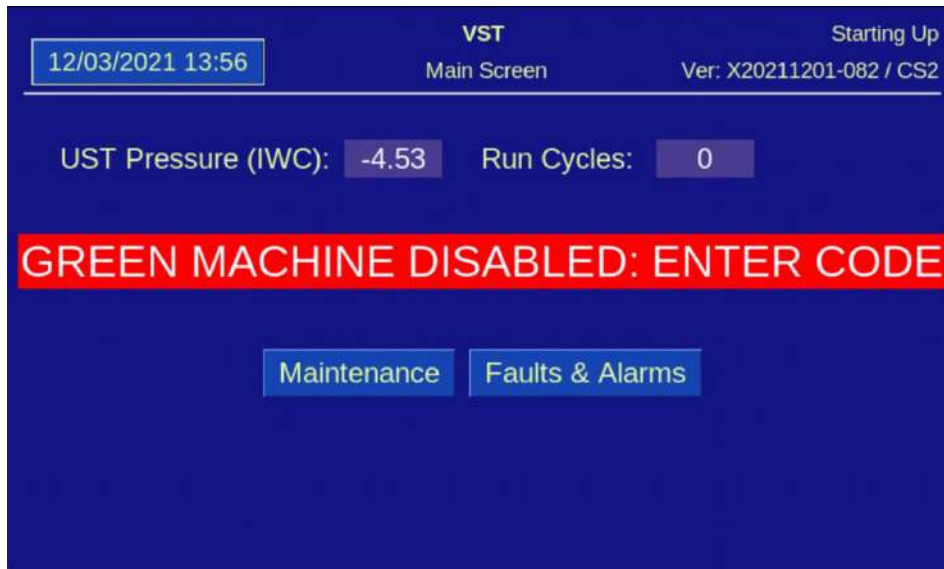 VST
Starting Up
12/03/2021 13:56
Main Screen
Ver: X20211201-082 / CS2
UST Pressure (IWC): -4.53 Run Cycles: 0
GREEN MACHINE DISABLED: ENTER CODE
Maintenance
Faults & Alarms